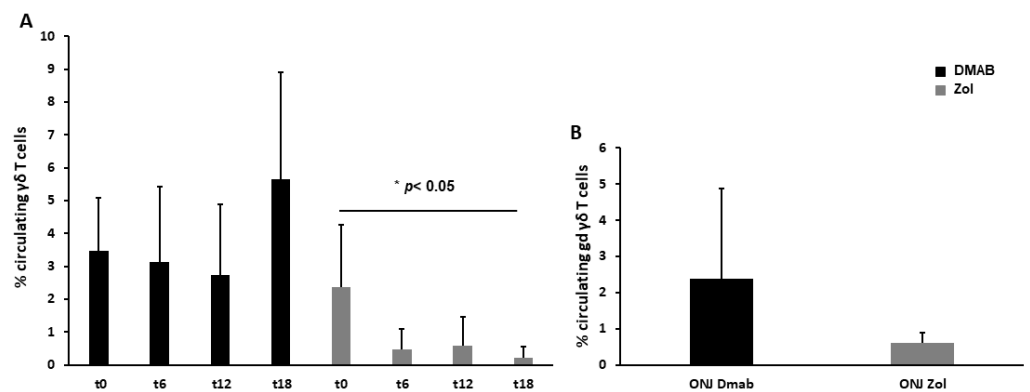 A
% circulating γδ T cells
10
9
8
7
6
5
4
3
2
1
0
t0 t6 t12 t18 t0 t6 t12 t18
* p< 0.05
DMAB
Zol
B
% circulating gd γδ T cells
6
5
4
3
2
1
0
ONJ Dmab ONJ Zol